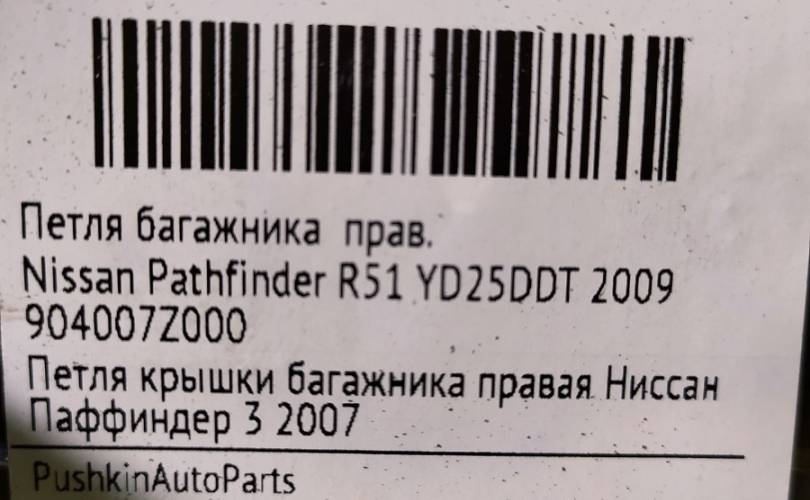 Петля багажника прав.
Nissan Pathfinder R51 YD25DDT 2009
904007Z000
Петля крышки багажника правая Ниссан
Паффиндер 3 2007
PushkinAutoParts